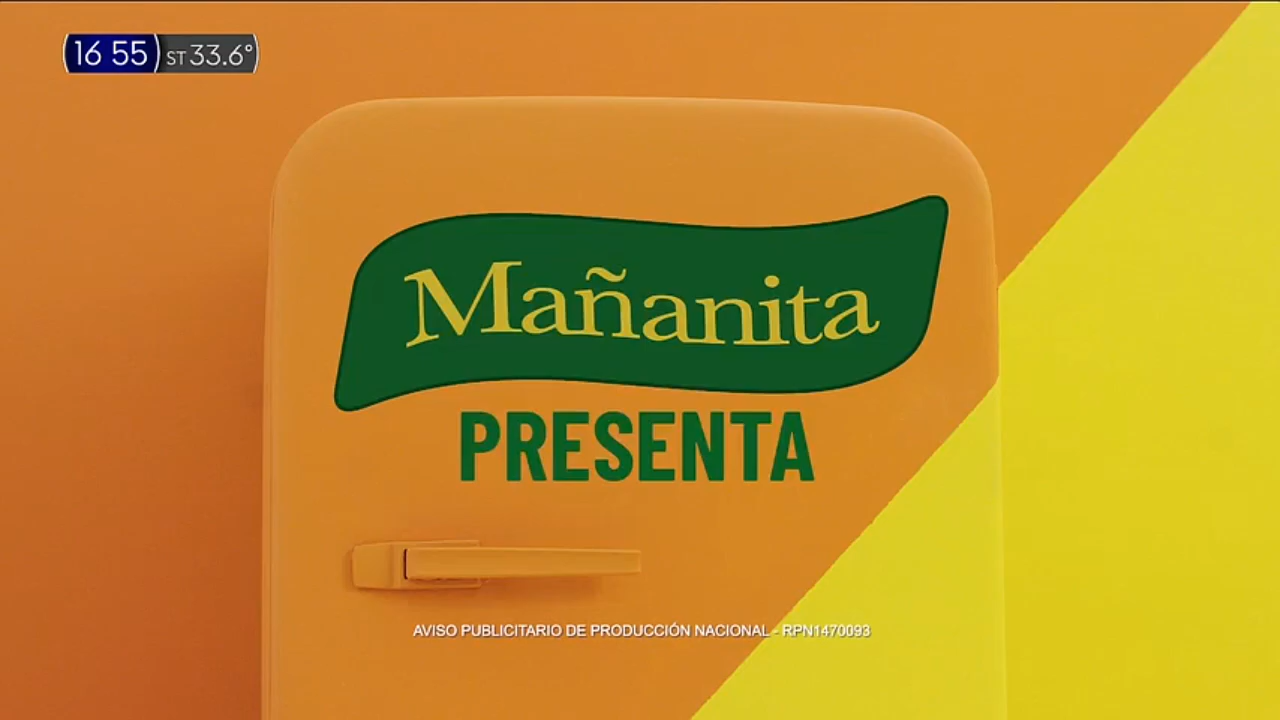 16 55 ST 33.6°
Mañanita
PRESENTA
AVISO PUBLICITARIO DE PRODUCCIÓN NACIONAL - RPN1470093